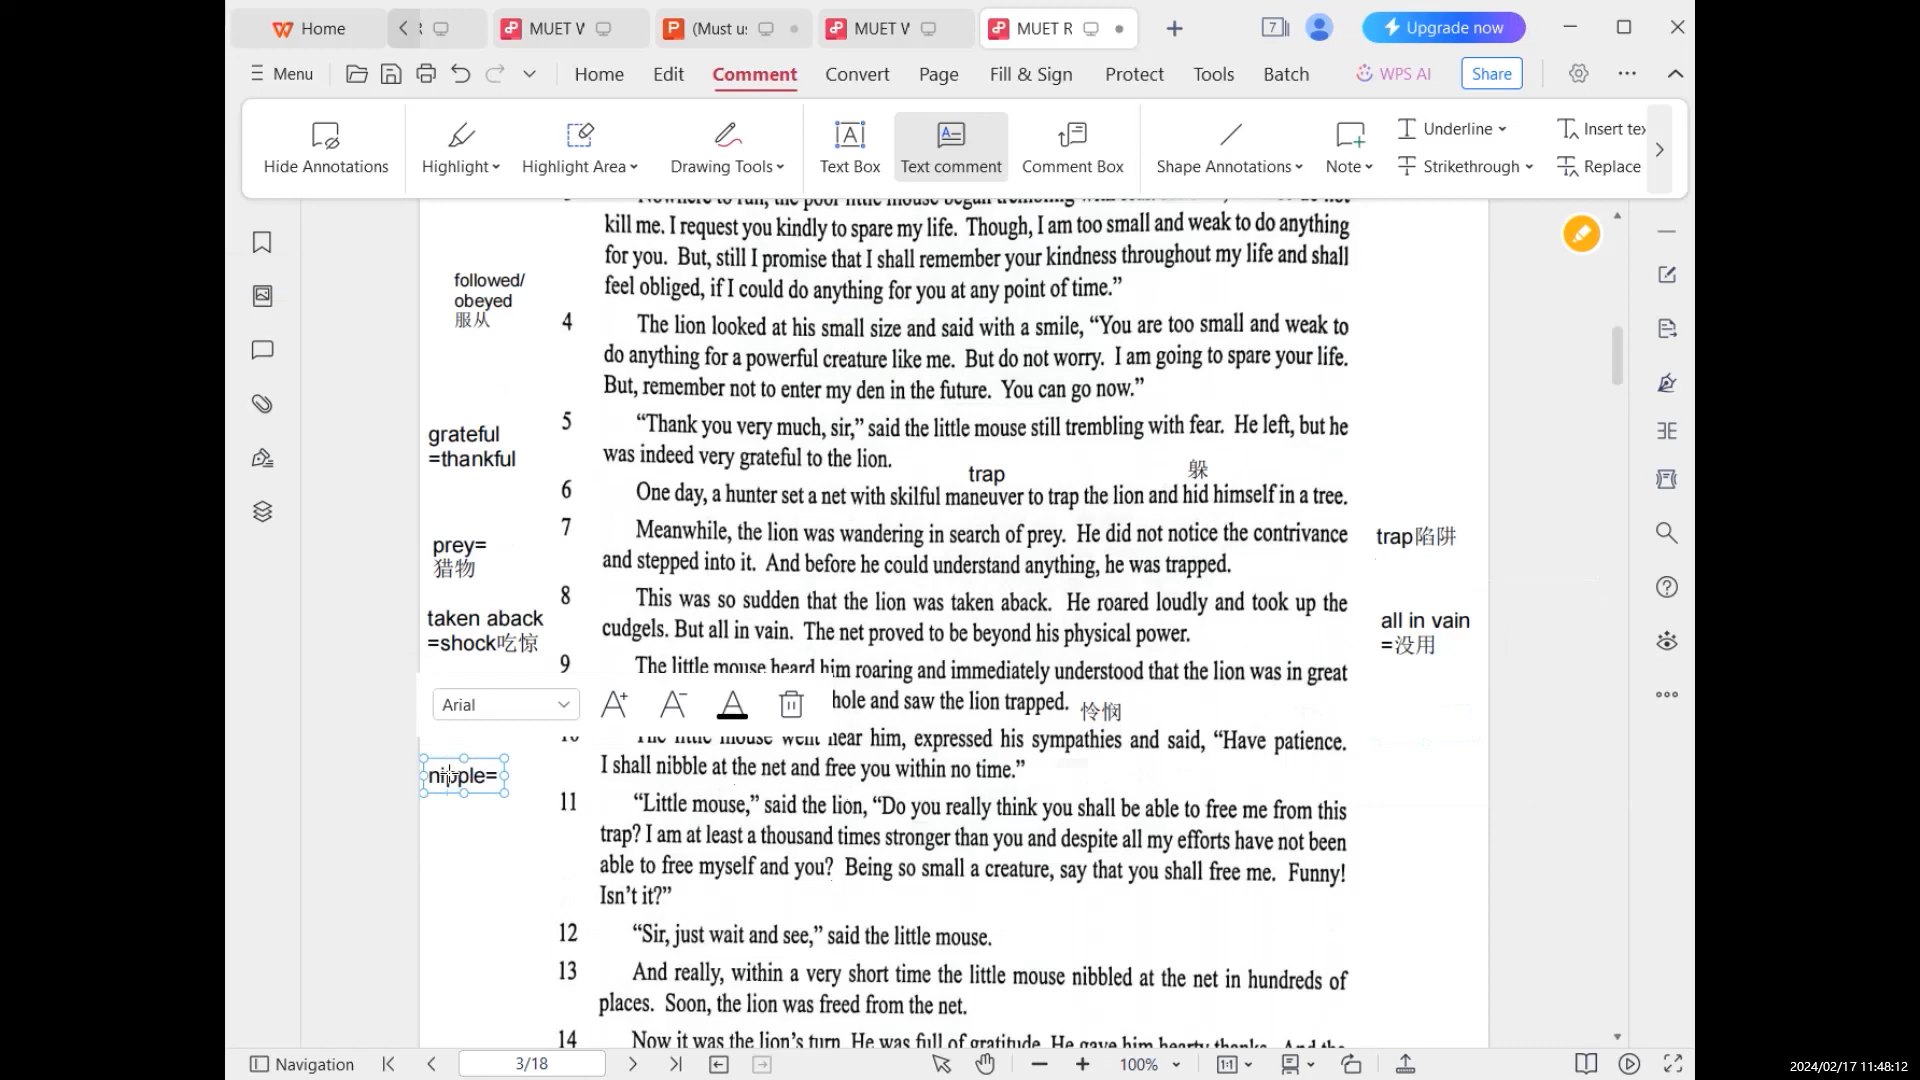 Home
MUET V
(Must u:
MUET V
MUET R
7
Upgrade now
Menu
Home
Edit
Comment
Convert
Page
Fill & Sign
Protect
Tools
Batch
WPS AI
Share
Hide Annotations
Highlight
Highlight Area
Drawing Tools
Text Box
Text comment
Comment Box
Shape Annotations
Note
Underline
Strikethrough
Insert tex
Replace
kill me. I request you kindly to spare my life. Though, I am too small and weak to do anything
for you. But, still I promise that I shall remember your kindness throughout my life and shall
feel obliged, if I could do anything for you at any point of time.”
followed/
obeyed
服从
4 The lion looked at his small size and said with a smile, “You are too small and weak to
do anything for a powerful creature like me. But do not worry. I am going to spare your life.
But, remember not to enter my den in the future. You can go now.”
grateful
=thankful
5 “Thank you very much, sir,” said the little mouse still trembling with fear. He left, but he
was indeed very grateful to the lion.
trap
躲
6 One day, a hunter set a net with skilful maneuver to trap the lion and hid himself in a tree.
7 Meanwhile, the lion was wandering in search of prey. He did not notice the contrivance
and stepped into it. And before he could understand anything, he was trapped.
prey=
猎物
trap陷阱
8 This was so sudden that the lion was taken aback. He roared loudly and took up the
cudgels. But all in vain. The net proved to be beyond his physical power.
taken aback
=shock吃惊
all in vain
=没用
9 The little mouse heard him roaring and immediately understood that the lion was in great
hole and saw the lion trapped.
怜悯
Arial
10 The little mouse went near him, expressed his sympathies and said, “Have patience.
I shall nibble at the net and free you within no time.”
nipple=
11 “Little mouse,” said the lion, “Do you really think you shall be able to free me from this
trap? I am at least a thousand times stronger than you and despite all my efforts have not been
able to free myself and you? Being so small a creature, say that you shall free me. Funny!
Isn’t it?”
12 “Sir, just wait and see,” said the little mouse.
13 And really, within a very short time the little mouse nibbled at the net in hundreds of
places. Soon, the lion was freed from the net.
14 Now it was the lion’s turn. He was full of gratitude. He gave him hearty thanks. And the
Navigation
3/18
100%
2024/02/17 11:48:12